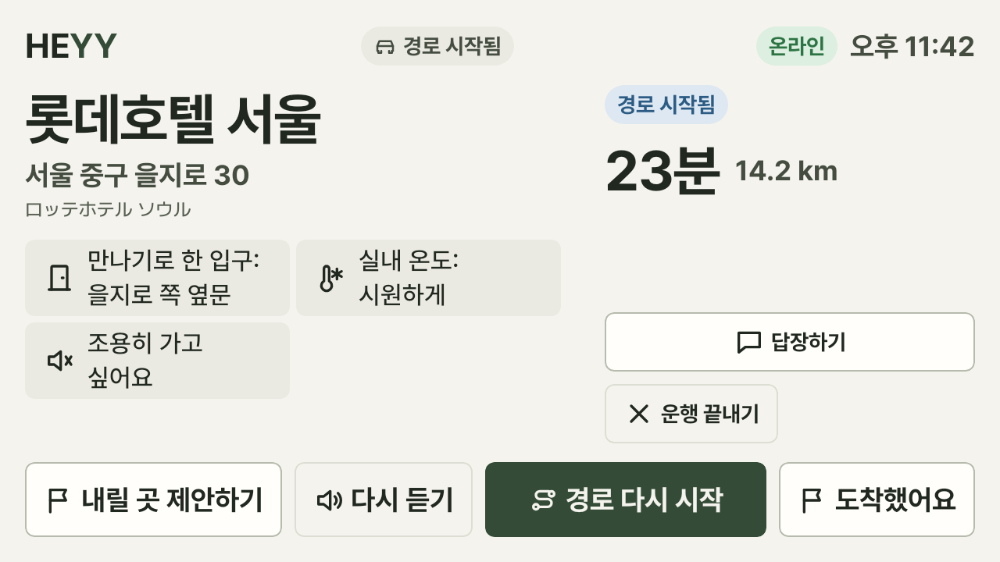 HEYY
경로 시작됨
온라인
오후 11:42
롯데호텔 서울
서울 중구 을지로 30
ロッテホテル ソウル
경로 시작됨
23분 14.2 km
만나기로 한 입구:
을지로 쪽 옆문
실내 온도:
시원하게
조용히 가고
싶어요
답장하기
운행 끝내기
내릴 곳 제안하기
다시 듣기
경로 다시 시작
도착했어요